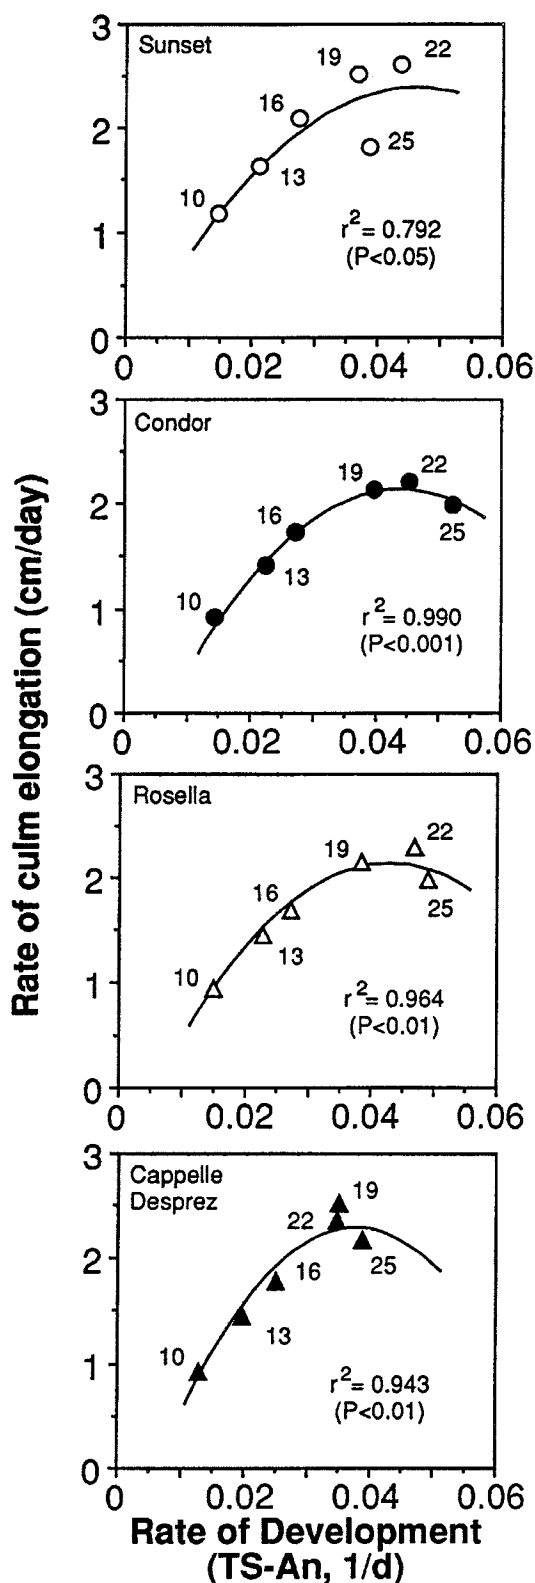 Rate of culm elongation (cm/day)
3
Sunset
19
22
16
2
25
13
10
r²= 0.792
(P<0.05)
1
0
0 0.02 0.04 0.06
3
Condor
22
19
2
16
25
13
10
r²= 0.990
1
(P<0.001)
0
0 0.02 0.04 0.06
3
Rosella
22
19
2
16
25
13
10
r²= 0.964
1
(P<0.01)
0
0 0.02 0.04 0.06
3
Cappelle
Desprez
19
22
2
16
25
13
10
1
r²= 0.943
(P<0.01)
0
0 0.02 0.04 0.06
Rate of Development
(TS-An, 1/d)